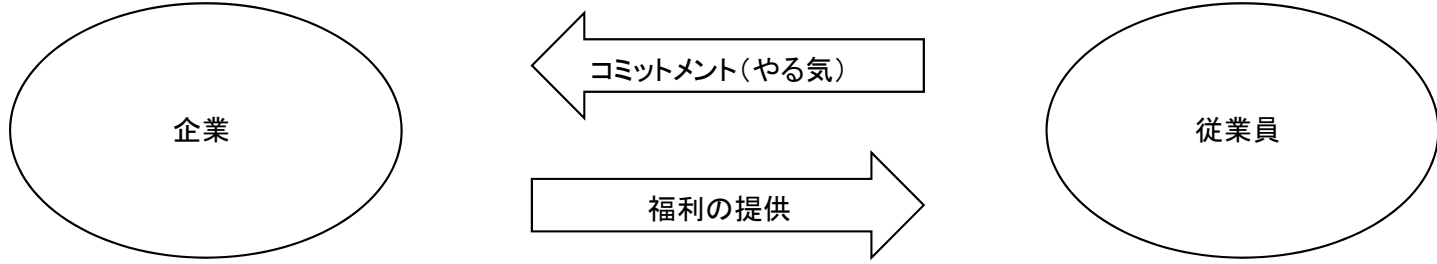 コミットメント（やる気）
企業
従業員
福利の提供